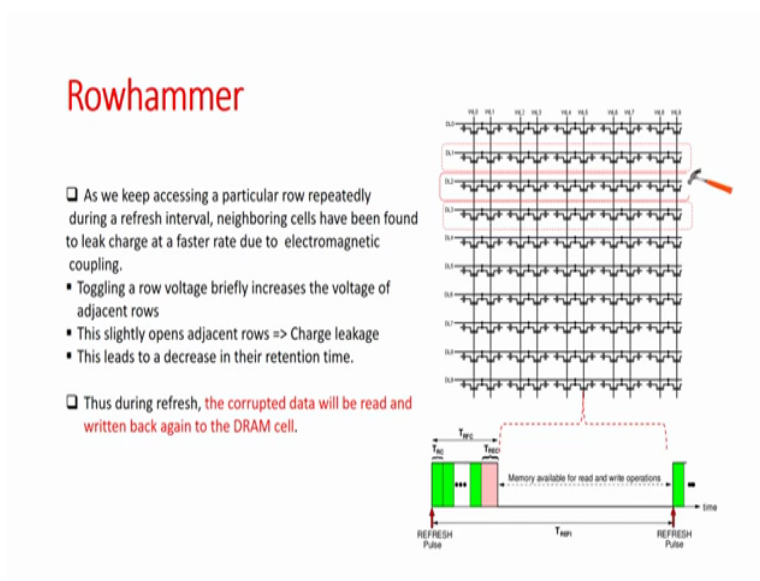 Rowhammer
❑ As we keep accessing a particular row repeatedly
during a refresh interval, neighboring cells have been found
to leak charge at a faster rate due to electromagnetic
coupling.
▪ Toggling a row voltage briefly increases the voltage of
adjacent rows
▪ This slightly opens adjacent rows => Charge leakage
▪ This leads to a decrease in their retention time.
❑ Thus during refresh, the corrupted data will be read and
written back again to the DRAM cell.
TRFC
TRC TREC
Memory available for read and write operations
time
TREFI
REFRESH
Pulse
REFRESH
Pulse